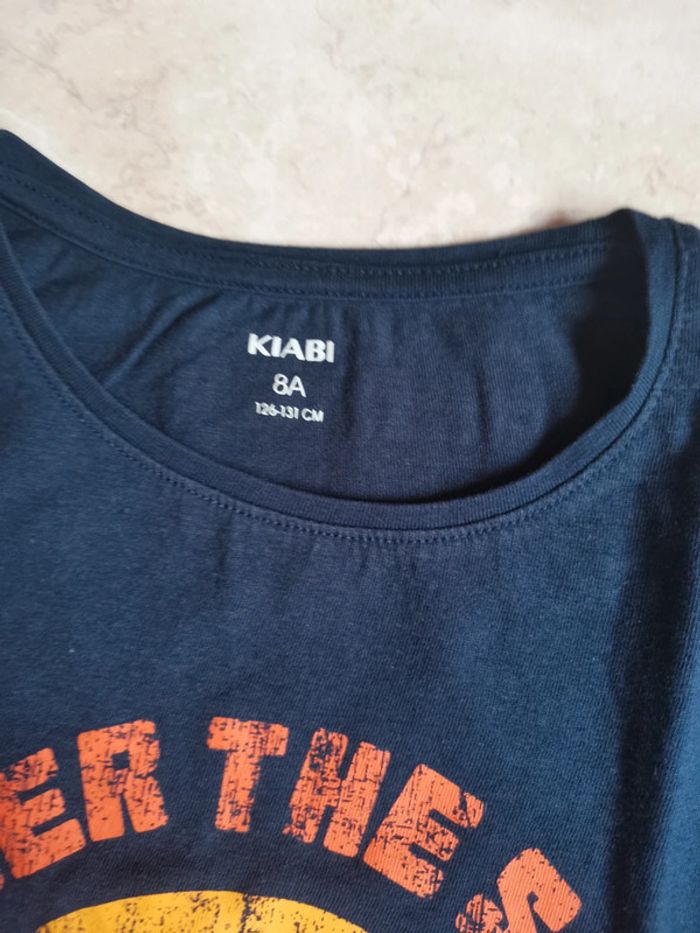 KIABI
8A
126-131 CM
ER THE S